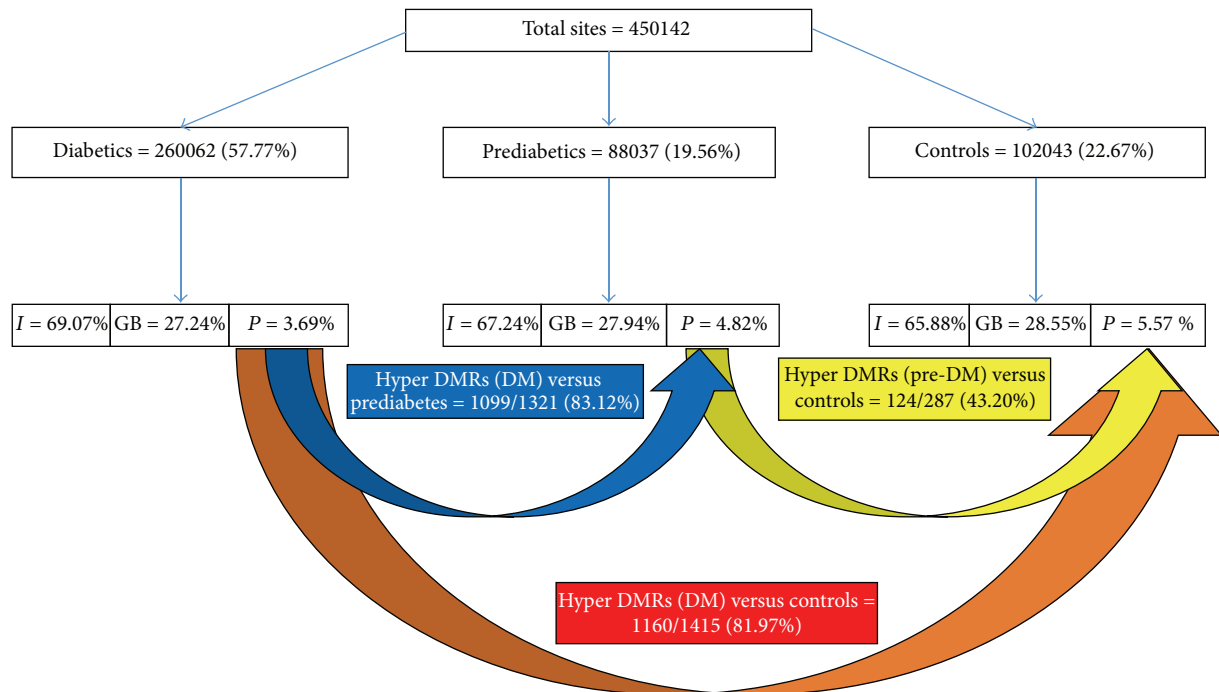 Total sites = 450142
Diabetics = 260062 (57.77%)
Prediabetics = 88037 (19.56%)
Controls = 102043 (22.67%)
I = 69.07%
GB = 27.24%
P = 3.69%
I = 67.24%
GB = 27.94%
P = 4.82%
I = 65.88%
GB = 28.55%
P = 5.57 %
Hyper DMRs (DM) versus
prediabetes = 1099/1321 (83.12%)
Hyper DMRs (pre-DM) versus
controls = 124/287 (43.20%)
Hyper DMRs (DM) versus controls =
1160/1415 (81.97%)